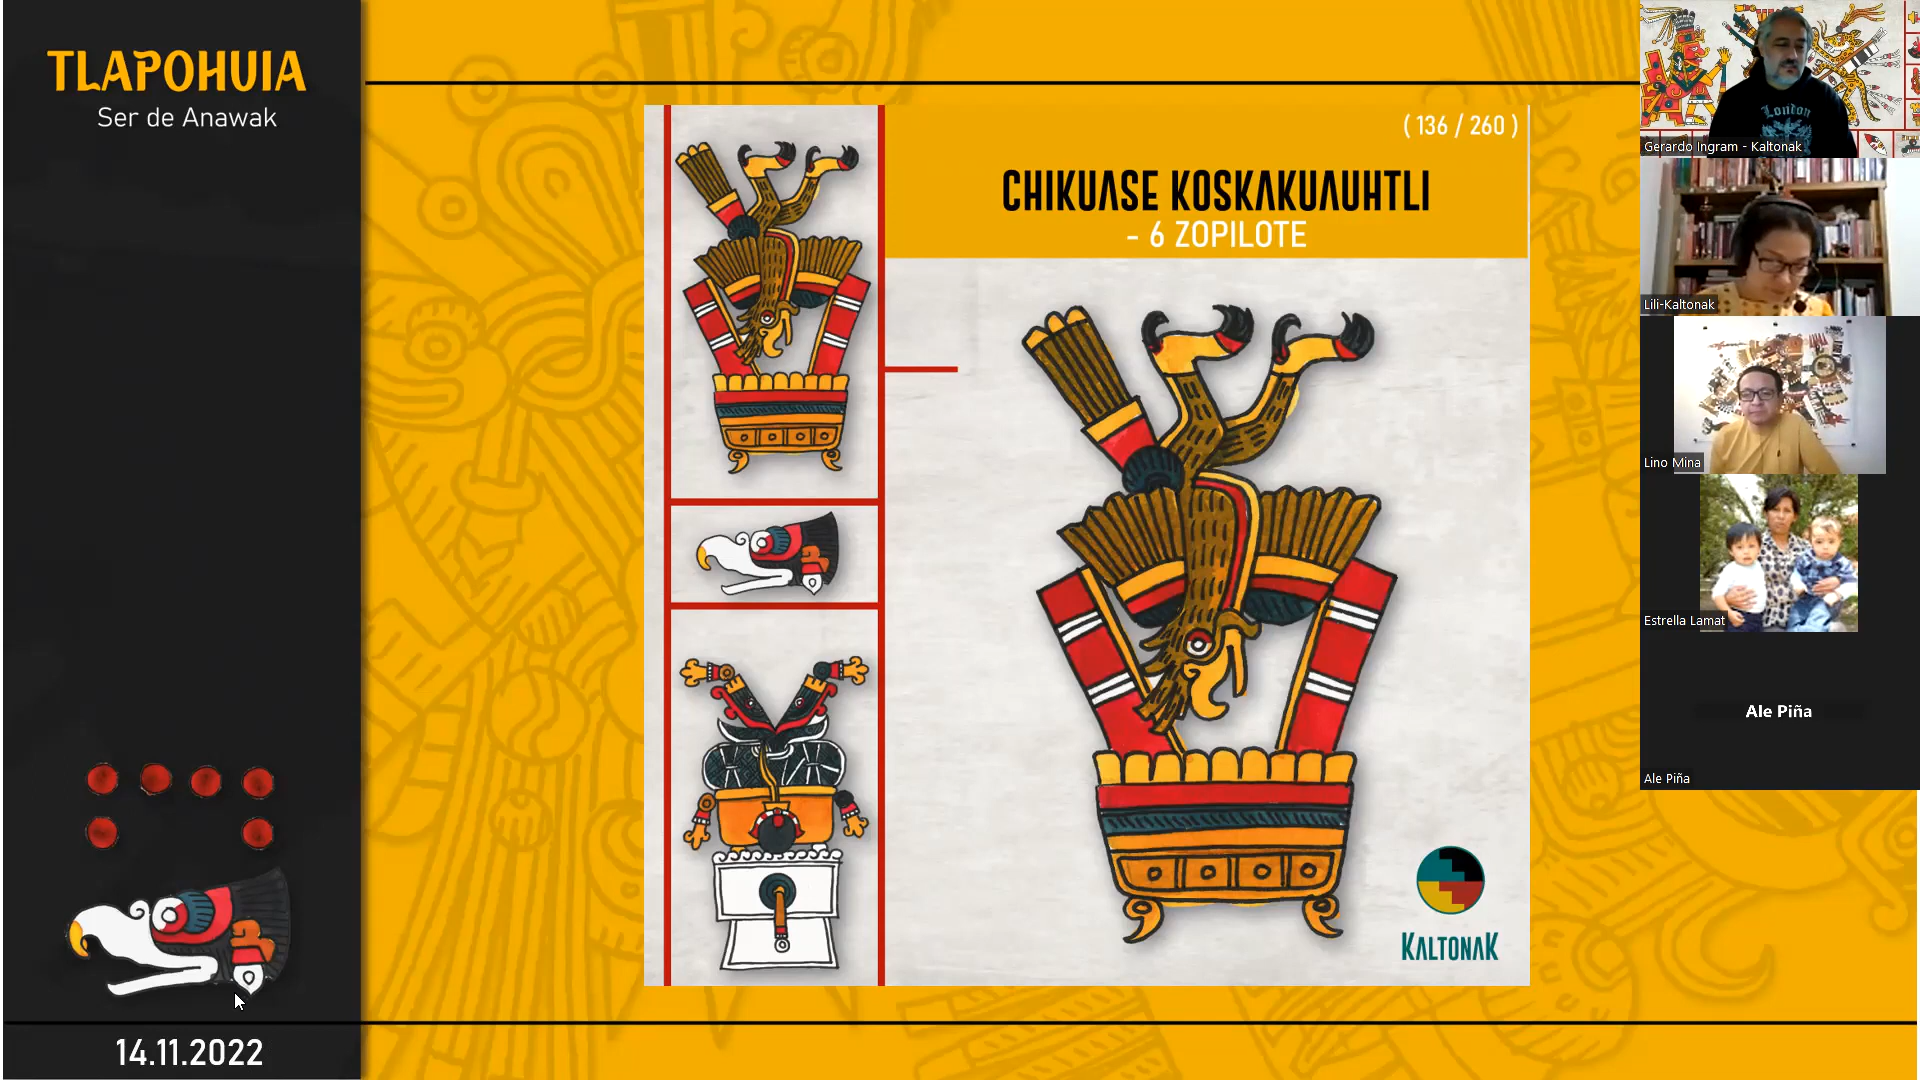 TLAPOHUIA
Ser de Anawak
14.11.2022
( 136 / 260 )
CHIKUASE KOSKAKUAUHTLI
- 6 ZOPILOTE
KALTONAK
London
Gerardo Ingram - Kaltonak
Lili-Kaltonak
Lino Mina
Estrella Lamat
Ale Piña
Ale Piña